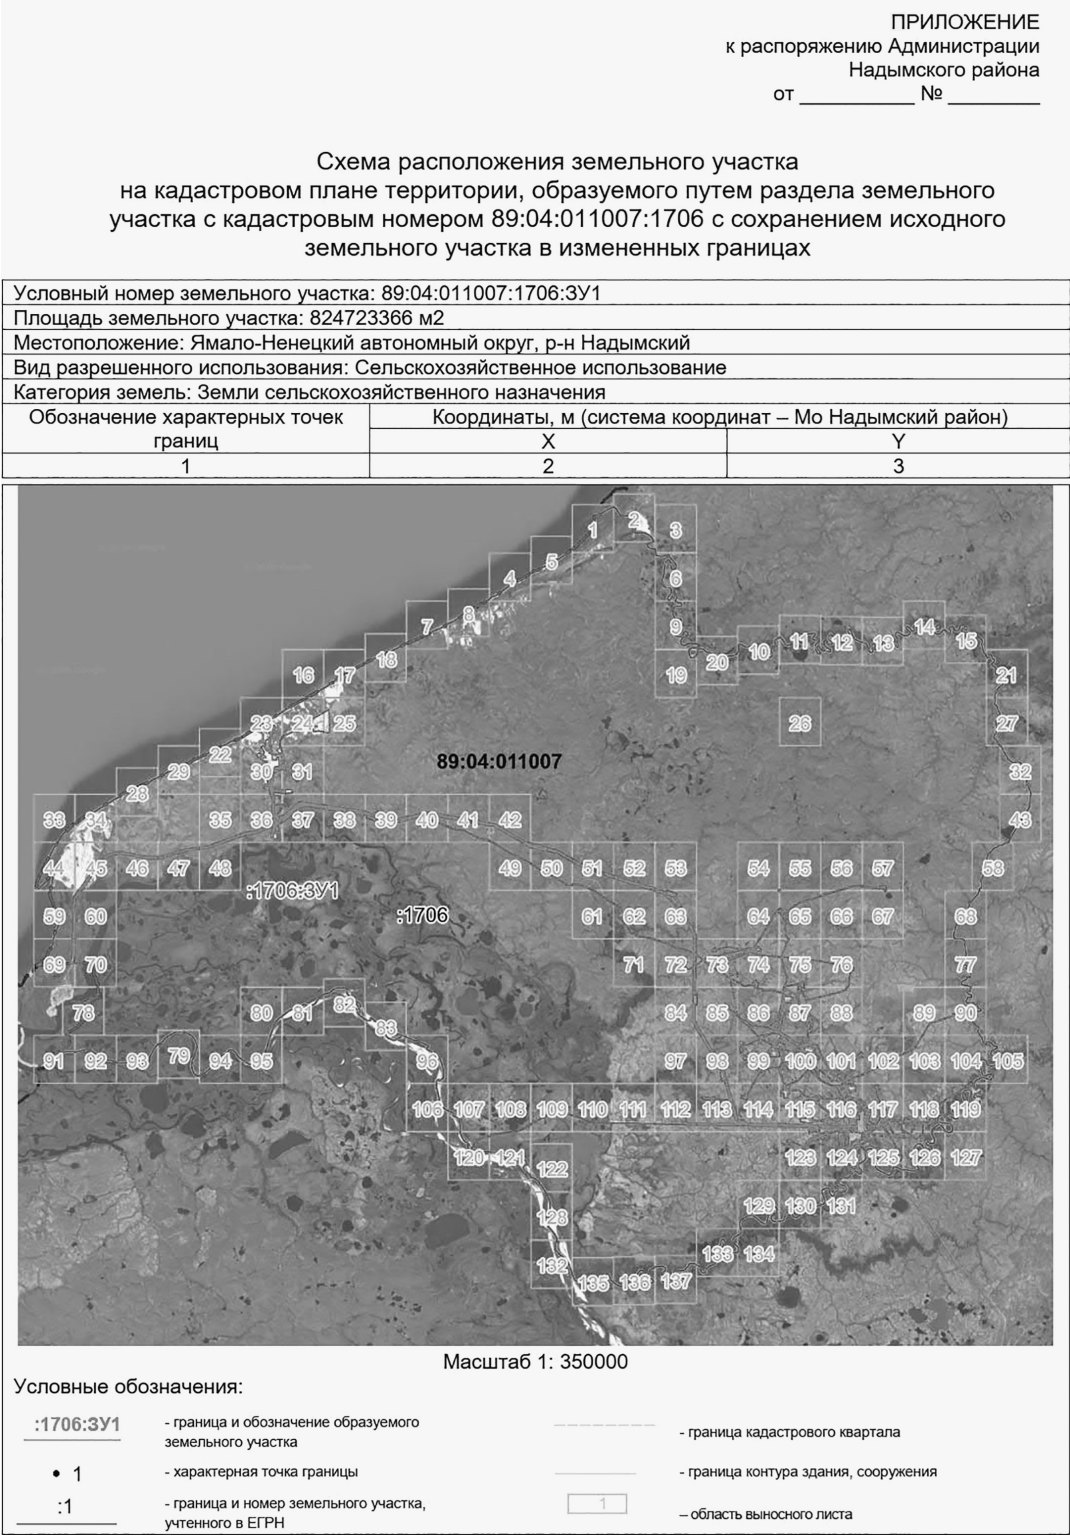 ПРИЛОЖЕНИЕ
к распоряжению Администрации
Надымского района
от __________ № ________
Схема расположения земельного участка
на кадастровом плане территории, образуемого путем раздела земельного
участка с кадастровым номером 89:04:011007:1706 с сохранением исходного
земельного участка в измененных границах
Условный номер земельного участка: 89:04:011007:1706:ЗУ1
Площадь земельного участка: 824723366 м2
Местоположение: Ямало-Ненецкий автономный округ, р-н Надымский
Вид разрешенного использования: Сельскохозяйственное использование
Категория земель: Земли сельскохозяйственного назначения
Обозначение характерных точек
границ
Координаты, м (система координат – Мо Надымский район)
X Y
1 2 3
1 2 3
4 5 6
7 8 9
10 11 12 13 14 15
16 17 18 19 20 21
22 23 24 25 26 27
28 29 30 31 32
33 34 35 36 37 38 39 40 41 42 43
44 45 46 47 48 49 50 51 52 53 54 55 56 57 58
89:04:011007
:1706:ЗУ1
:1706
59 60 61 62 63 64 65 66 67 68
69 70 71 72 73 74 75 76 77
78 80 81 82 83 84 85 86 87 88 89 90
91 92 93 79 94 95 96 97 98 99 100 101 102 103 104 105
106 107 108 109 110 111 112 113 114 115 116 117 118 119
120 121 122 123 124 125 126 127
128 129 130 131
132 133 134
135 136 137
Масштаб 1: 350000
Условные обозначения:
:1706:ЗУ1
- граница и обозначение образуемого
земельного участка
1
- характерная точка границы
:1
- граница и номер земельного участка,
учтенного в ЕГРН
- граница кадастрового квартала
- граница контура здания, сооружения
1
– область выносного листа